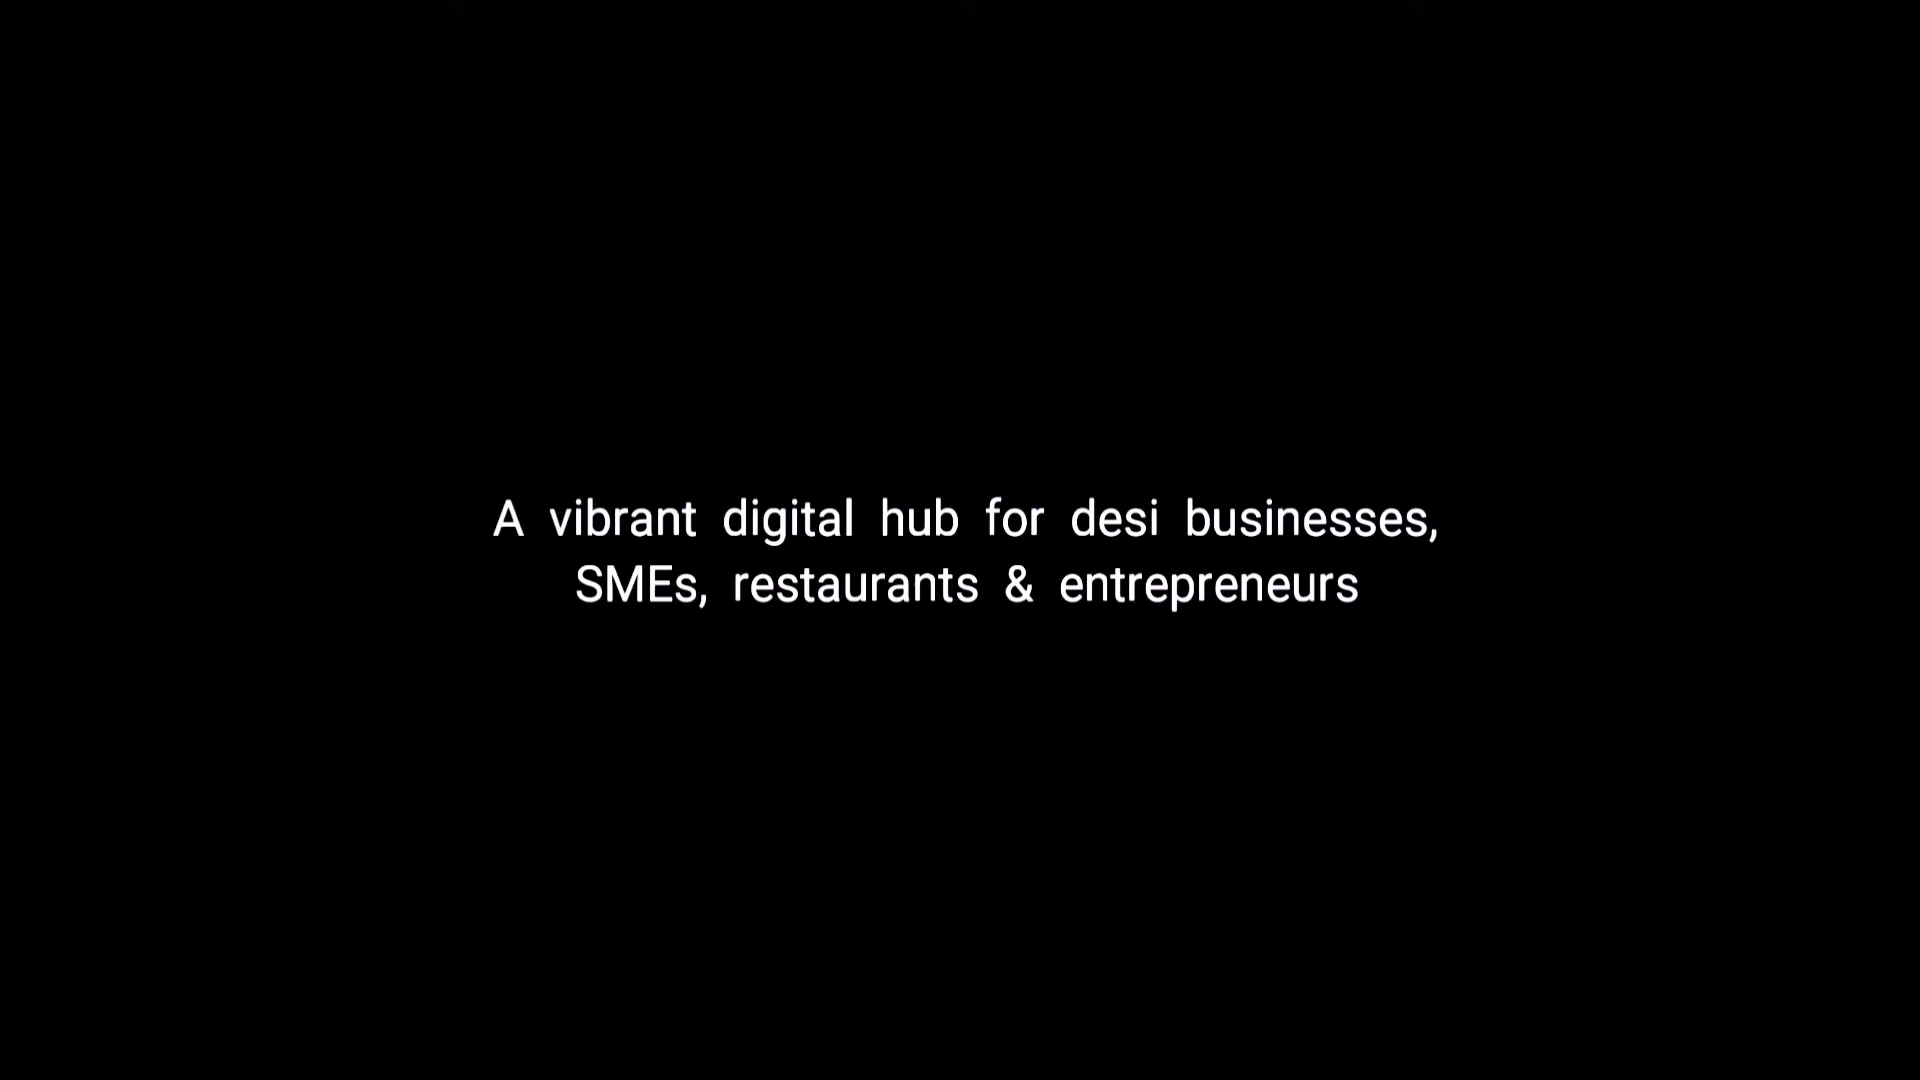 A vibrant digital hub for desi businesses,
SMEs, restaurants & entrepreneurs